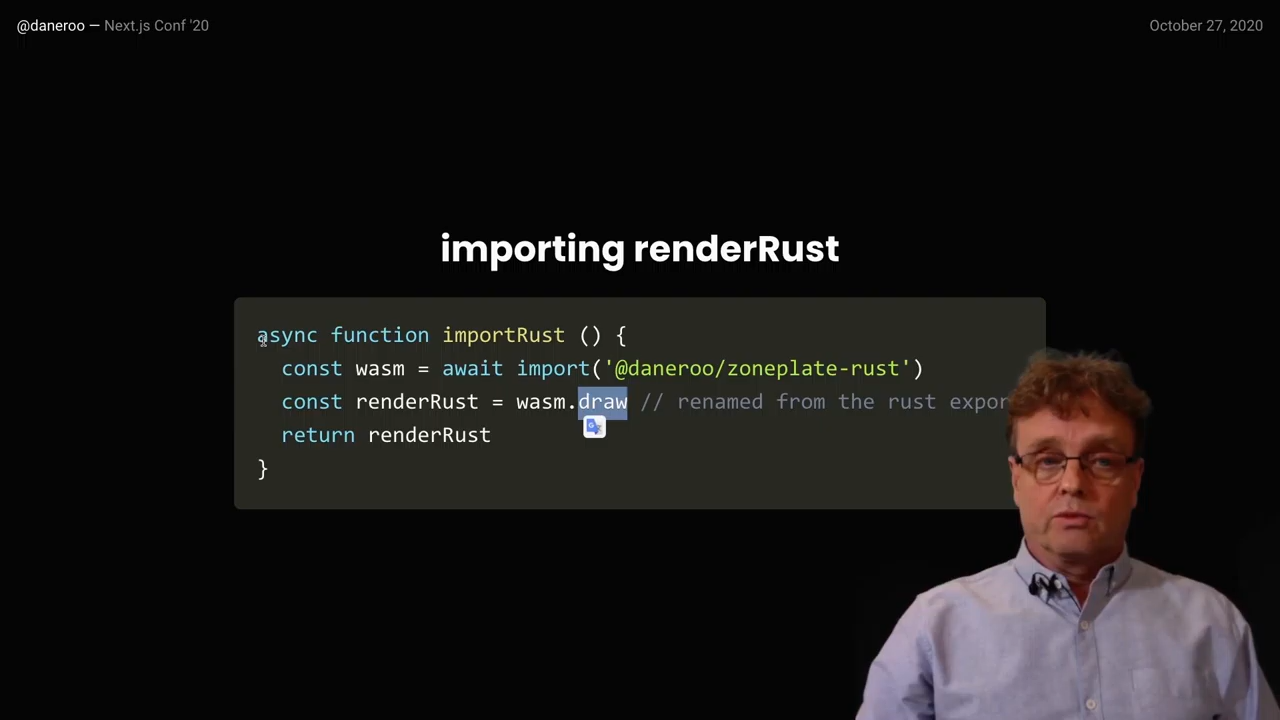 @daneroo — Next.js Conf '20
October 27, 2020
importing renderRust
async function importRust () {
const wasm = await import('@daneroo/zoneplate-rust')
const renderRust = wasm.draw // renamed from the rust
return renderRust
}